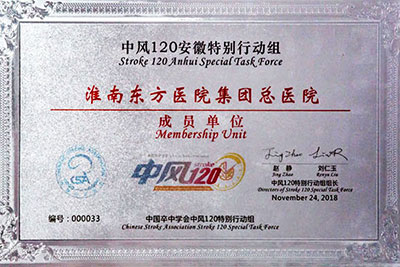 中风120安徽特别行动组
Stroke 120 Anhui Special Task Force
淮南东方医院集团总医院
成员单位
Membership Unit
CSA
中风120
stroke
赵 静 刘仁玉
Jing Zhao Renyu Liu
中风120特别行动组组长
Directors of Stroke 120 Special Task Force
November 24, 2018
编号：000033
中国卒中学会中风120特别行动组
Chinese Stroke Association Stroke 120 Special Task Force